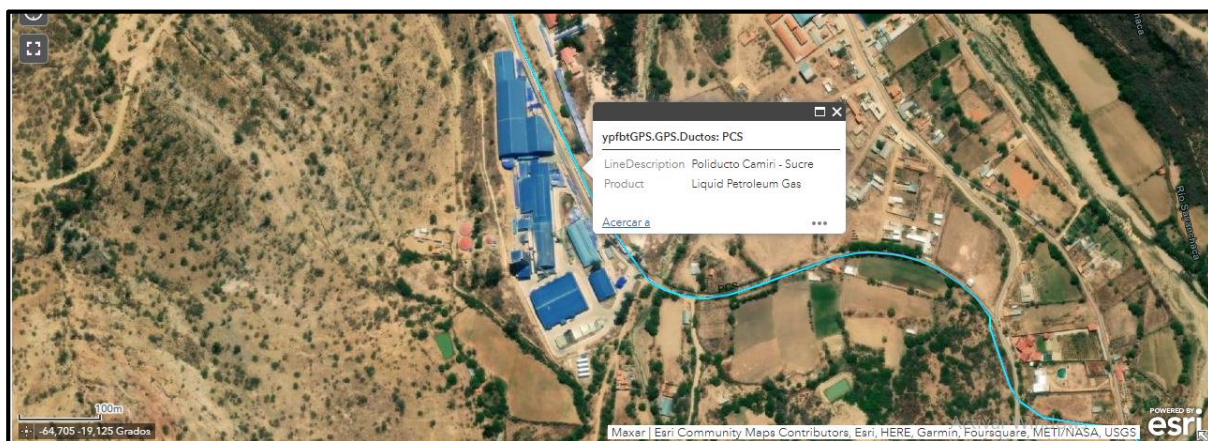 ypfbtGPS.GPS.Ductos: PCS
LineDescription Poliducto Camiri - Sucre
Product Liquid Petroleum Gas
Acercar a
PCS
100m
-64,705 -19,125 Grados
Maxar | Esri Community Maps Contributors, Esri, HERE, Garmin, Foursquare, METI/NASA, USGS
POWERED BY
esri